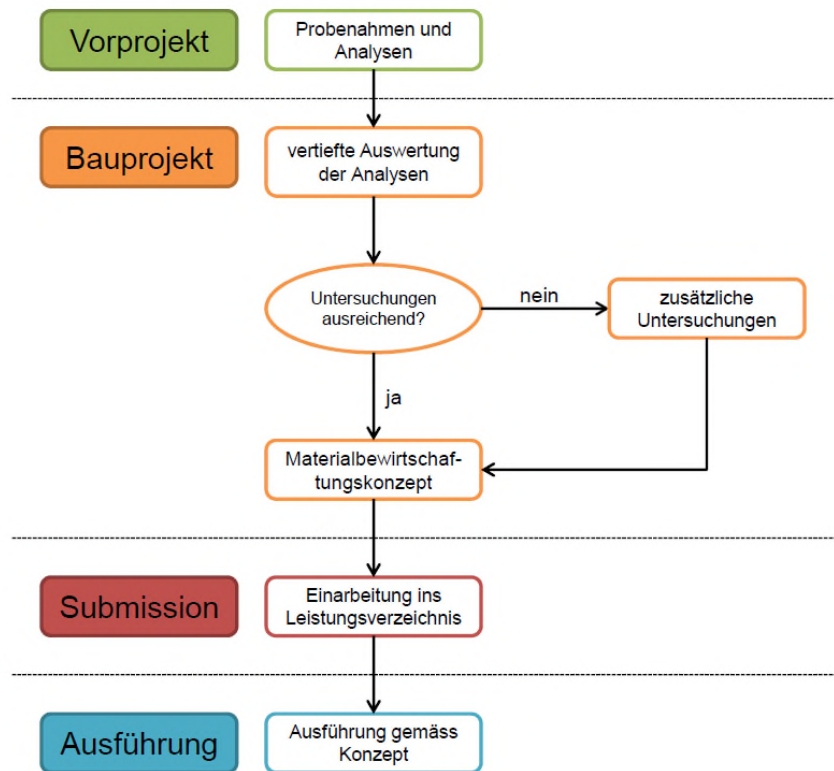 Vorprojekt
Probenahmen und
Analysen
Bauprojekt
vertiefte Auswertung
der Analysen
Untersuchungen
ausreichend?
nein
zusätzliche
Untersuchungen
ja
Materialbewirtschaf-
tungskonzept
Submission
Einarbeitung ins
Leistungsverzeichnis
Ausführung
Ausführung gemäss
Konzept